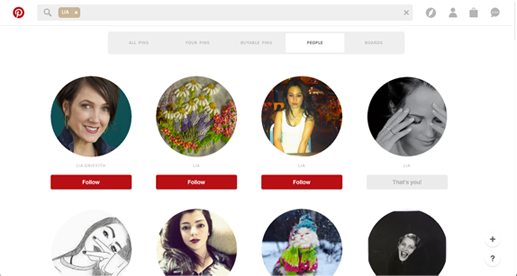 Lia ×
ALL PINS YOUR PINS BUYABLE PINS PEOPLE BOARDS
LIA GRIFFITH LIA LIA LIA
Follow Follow Follow That's you!
+
?